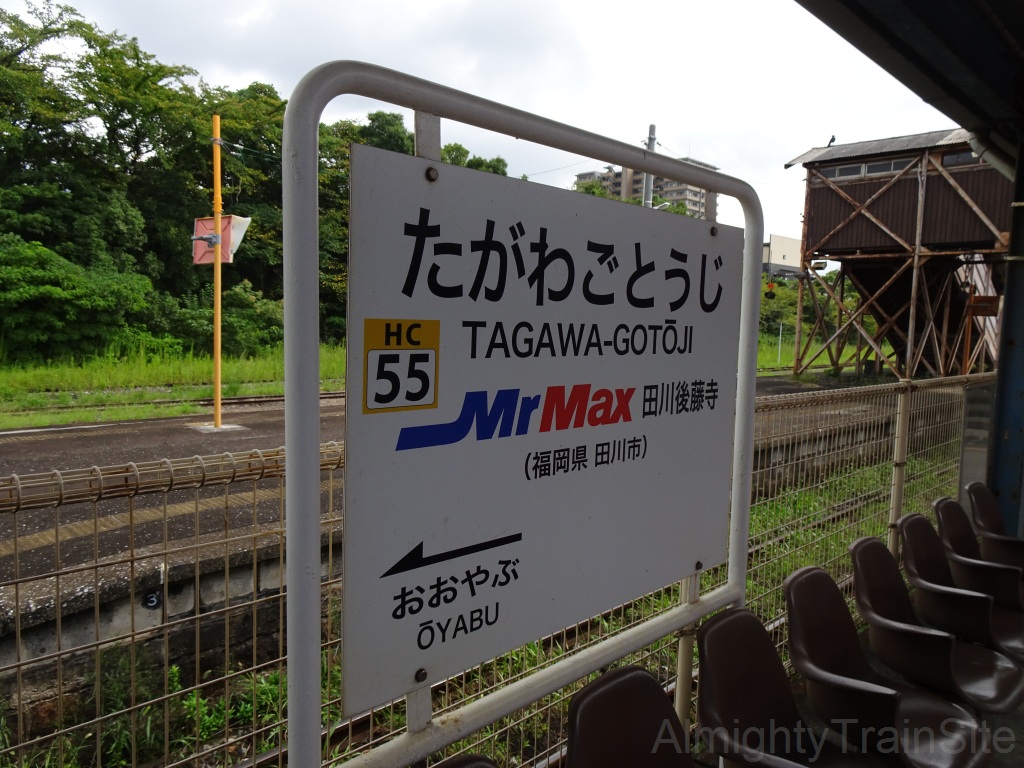 たがわごとうじ
TAGAWA-GOTŌJI
HC
55
MrMax 田川後藤寺
(福岡県 田川市)
おおやぶ
ŌYABU
3
AlmightyTrainSite